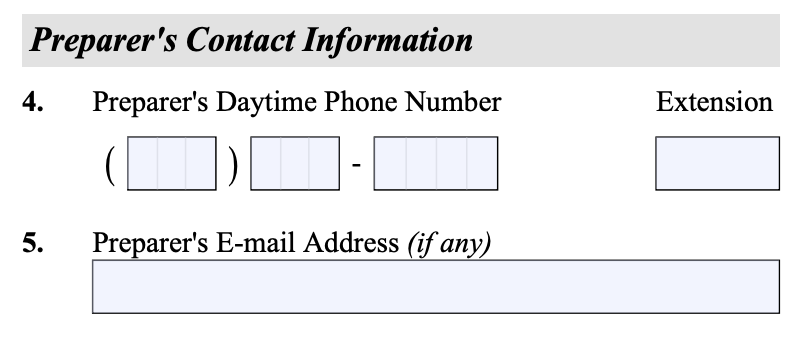 Preparer's Contact Information
4. Preparer's Daytime Phone Number Extension
( ) -
5. Preparer's E-mail Address (if any)